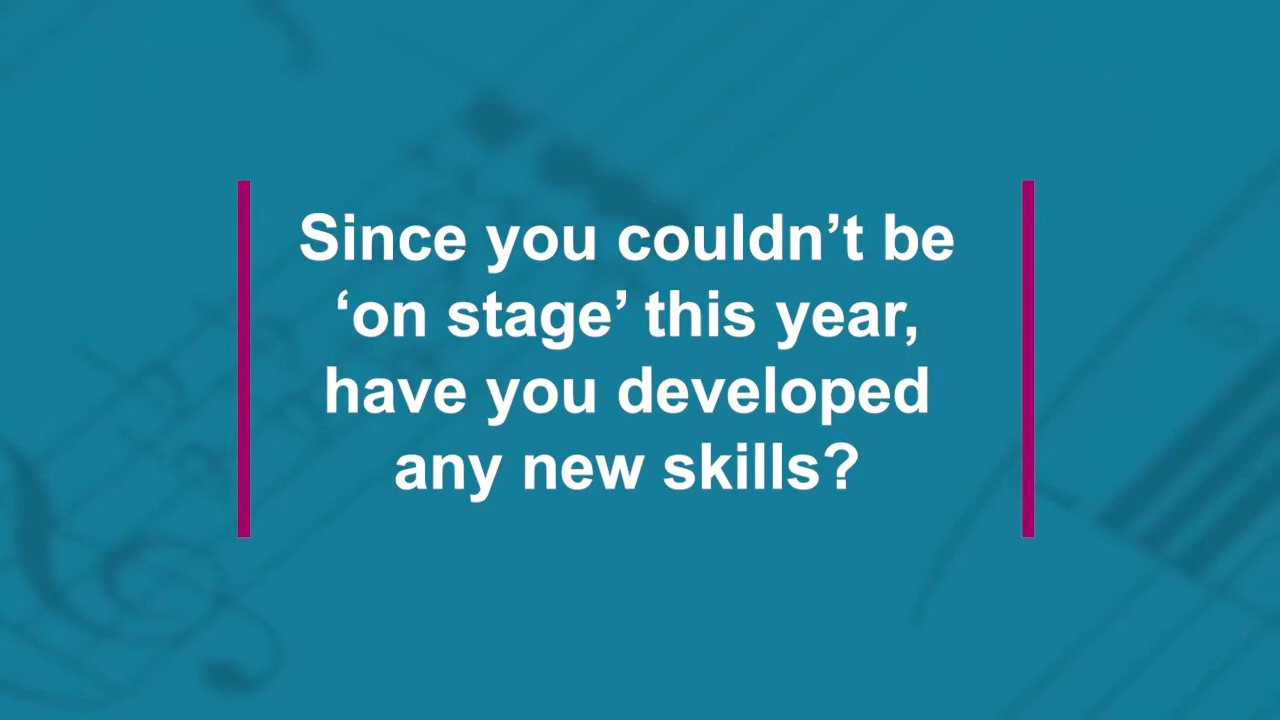 Since you couldn’t be
‘on stage’ this year,
have you developed
any new skills?